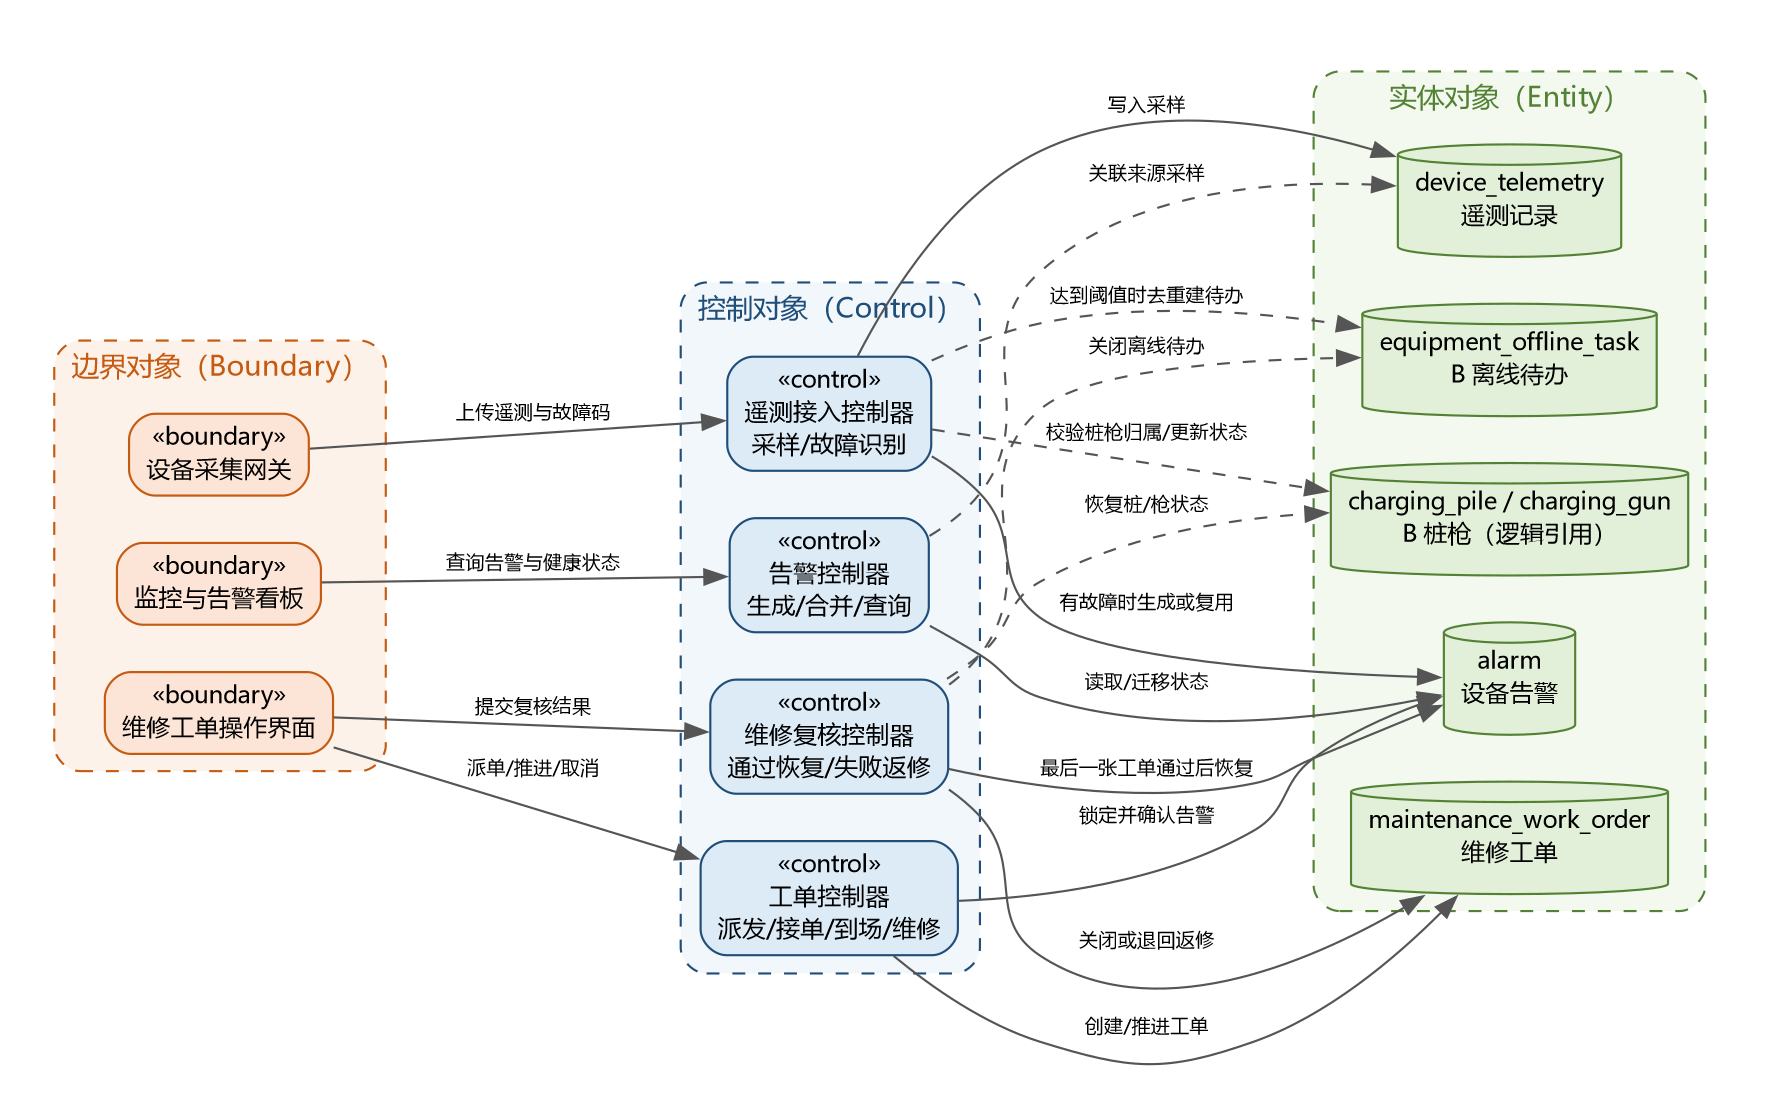 边界对象（Boundary）
«boundary»
设备采集网关
«boundary»
监控与告警看板
«boundary»
维修工单操作界面
上传遥测与故障码
查询告警与健康状态
提交复核结果
派单/推进/取消
控制对象（Control）
«control»
遥测接入控制器
采样/故障识别
«control»
告警控制器
生成/合并/查询
«control»
维修复核控制器
通过恢复/失败返修
«control»
工单控制器
派发/接单/到场/维修
写入采样
关联来源采样
达到阈值时去重建待办
关闭离线待办
校验桩枪归属/更新状态
恢复桩/枪状态
有故障时生成或复用
读取/迁移状态
最后一张工单通过后恢复
锁定并确认告警
关闭或退回返修
创建/推进工单
实体对象（Entity）
device_telemetry
遥测记录
equipment_offline_task
B 离线待办
charging_pile / charging_gun
B 桩枪（逻辑引用）
alarm
设备告警
maintenance_work_order
维修工单